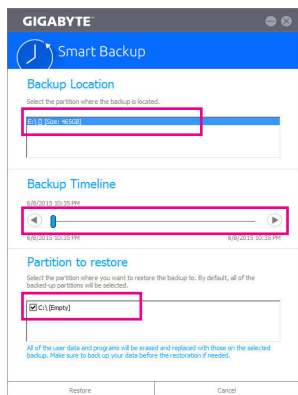 GIGABYTE™
Smart Backup
Backup Location
Select the partition where the backup is located.
E:\ [] [Size: 465GB]
Backup Timeline
6/8/2015 10:35 PM
6/8/2015 10:35 PM 6/8/2015 10:35 PM
Partition to restore
Select the partition where you want to restore the backup to. By default, all of the
backed-up partitions will be selected.
C:\ [Empty]
All of the user data and programs will be erased and replaced with those on the selected
backup. Make sure to back up your data before the restoration if needed.
Restore Cancel